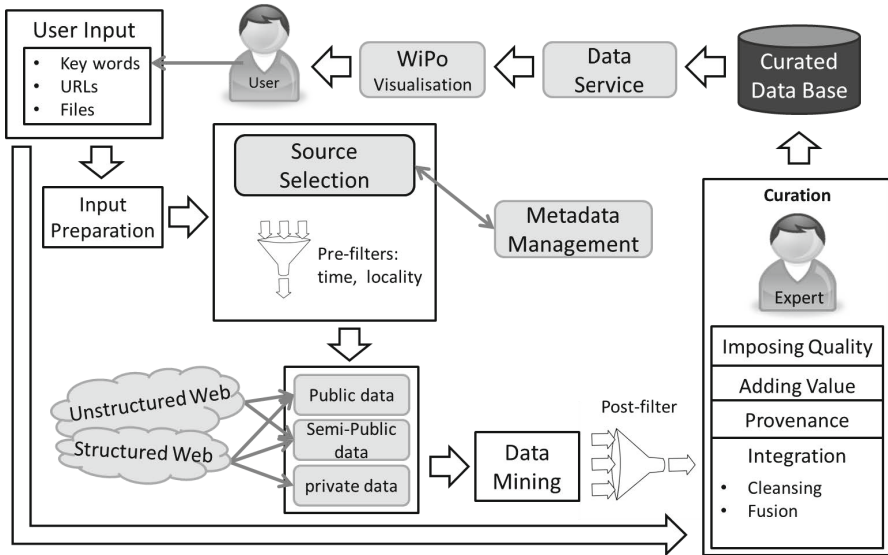 User Input
• Key words
• URLs
• Files
User
WiPo
Visualisation
Data
Service
Curated
Data Base
Input
Preparation
Source
Selection
Pre-filters:
time, locality
Metadata
Management
Curation
Expert
Imposing Quality
Adding Value
Provenance
Integration
• Cleansing
• Fusion
Unstructured Web
Structured Web
Public data
Semi-Public
data
private data
Data
Mining
Post-filter